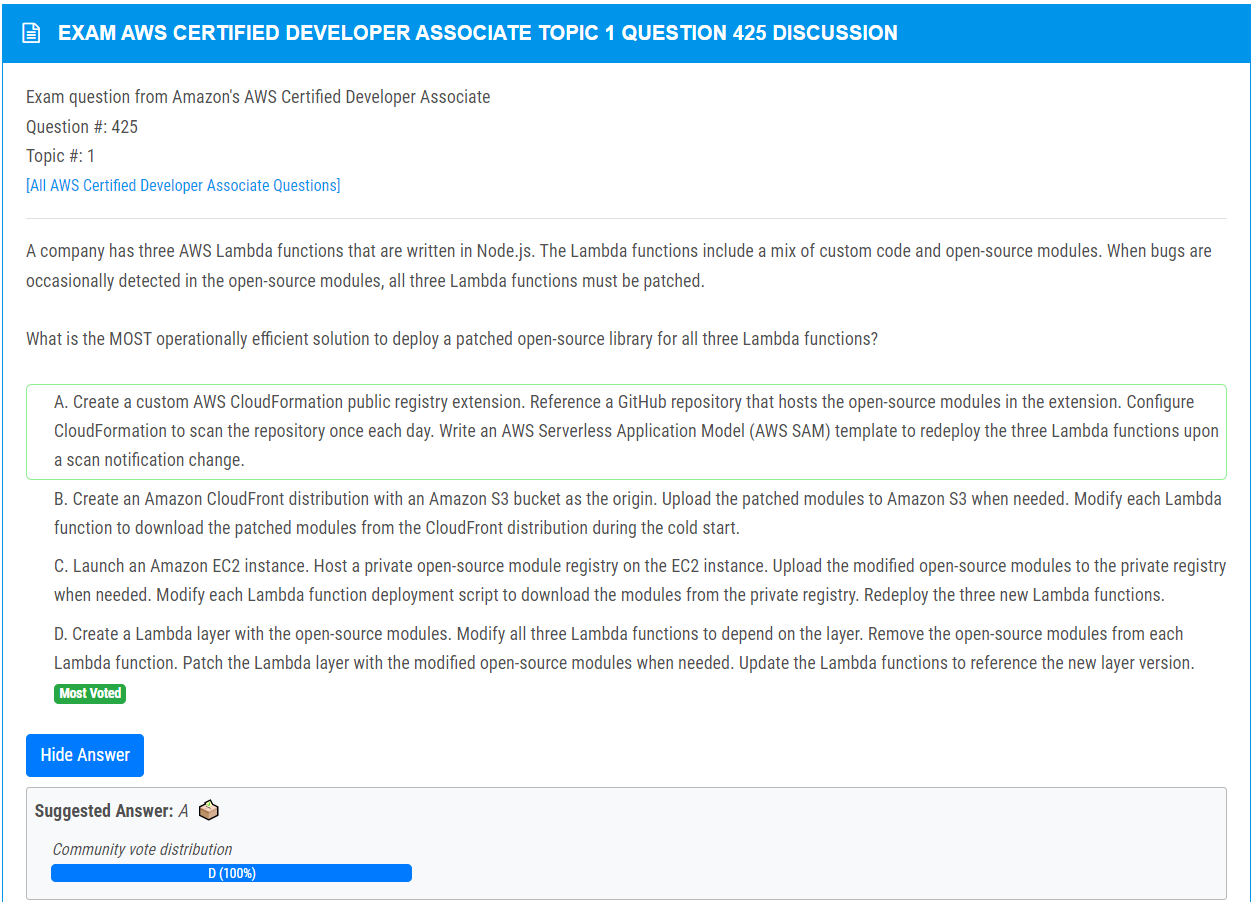 EXAM AWS CERTIFIED DEVELOPER ASSOCIATE TOPIC 1 QUESTION 425 DISCUSSION
Exam question from Amazon's AWS Certified Developer Associate
Question #: 425
Topic #: 1
[All AWS Certified Developer Associate Questions]
A company has three AWS Lambda functions that are written in Node.js. The Lambda functions include a mix of custom code and open-source modules. When bugs are
occasionally detected in the open-source modules, all three Lambda functions must be patched.
What is the MOST operationally efficient solution to deploy a patched open-source library for all three Lambda functions?
A. Create a custom AWS CloudFormation public registry extension. Reference a GitHub repository that hosts the open-source modules in the extension. Configure
CloudFormation to scan the repository once each day. Write an AWS Serverless Application Model (AWS SAM) template to redeploy the three Lambda functions upon
a scan notification change.
B. Create an Amazon CloudFront distribution with an Amazon S3 bucket as the origin. Upload the patched modules to Amazon S3 when needed. Modify each Lambda
function to download the patched modules from the CloudFront distribution during the cold start.
C. Launch an Amazon EC2 instance. Host a private open-source module registry on the EC2 instance. Upload the modified open-source modules to the private registry
when needed. Modify each Lambda function deployment script to download the modules from the private registry. Redeploy the three new Lambda functions.
D. Create a Lambda layer with the open-source modules. Modify all three Lambda functions to depend on the layer. Remove the open-source modules from each
Lambda function. Patch the Lambda layer with the modified open-source modules when needed. Update the Lambda functions to reference the new layer version.
Most Voted
Hide Answer
Suggested Answer: A
Community vote distribution
D (100%)